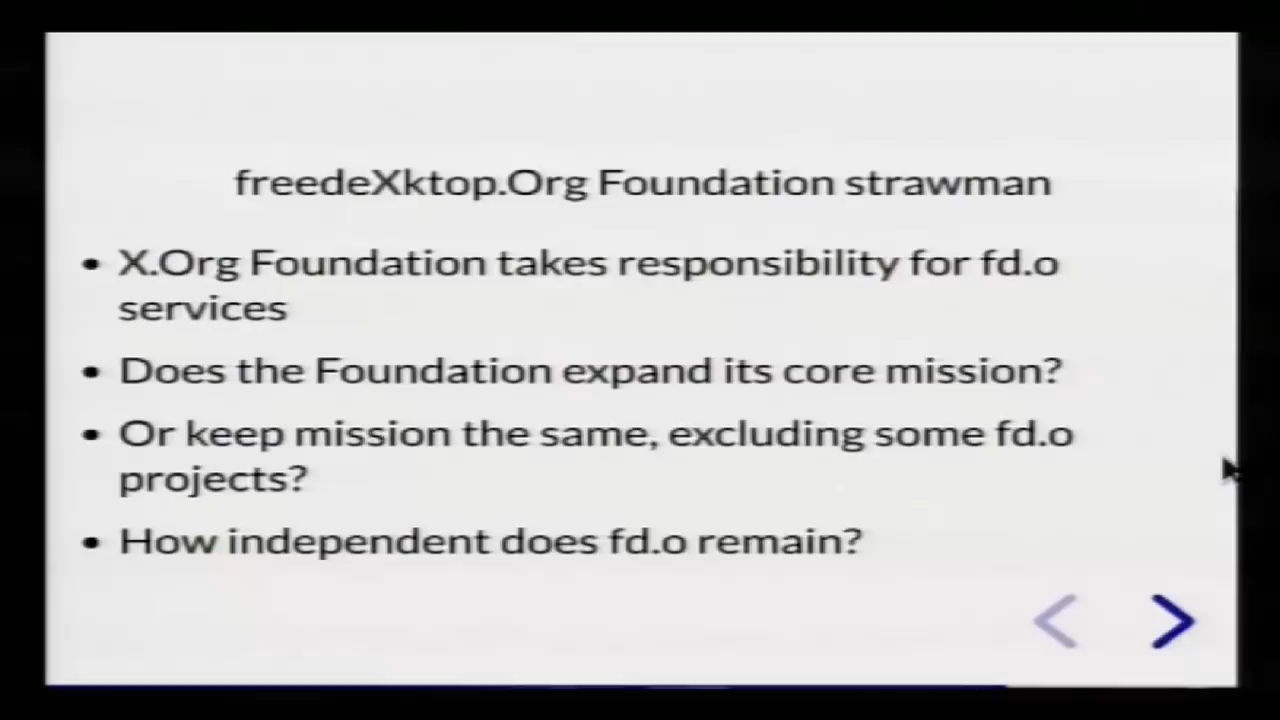 freedeXktop.Org Foundation strawman
• X.Org Foundation takes responsibility for fd.o
services
• Does the Foundation expand its core mission?
• Or keep mission the same, excluding some fd.o
projects?
• How independent does fd.o remain?